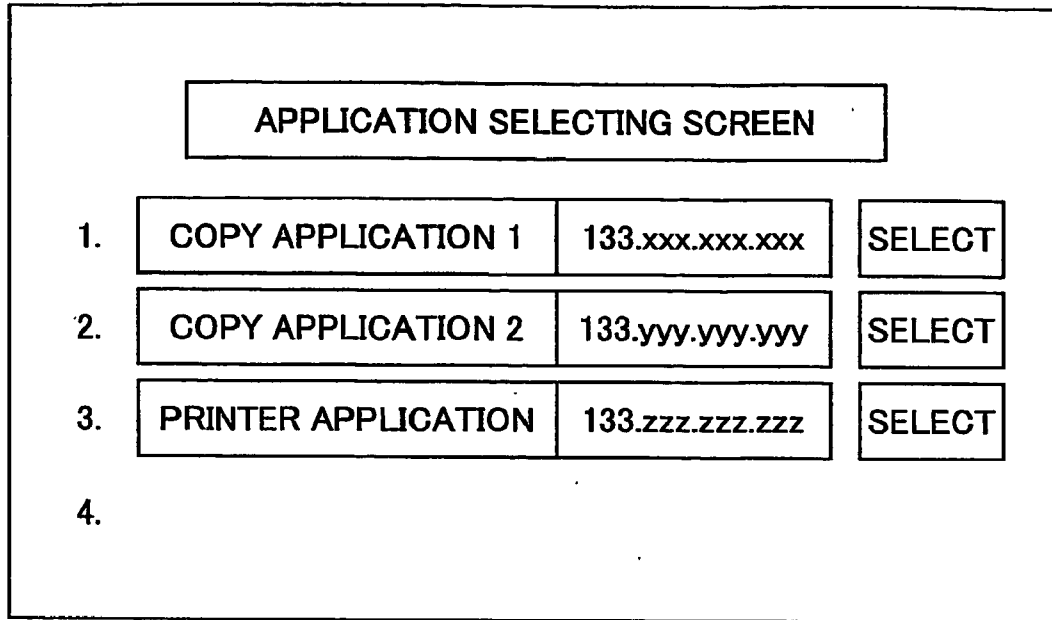 APPLICATION SELECTING SCREEN
1. COPY APPLICATION 1 133.xxx.xxx.xxx SELECT
2. COPY APPLICATION 2 133.yyy.yyy.yyy SELECT
3. PRINTER APPLICATION 133.zzz.zzz.zzz SELECT
4.